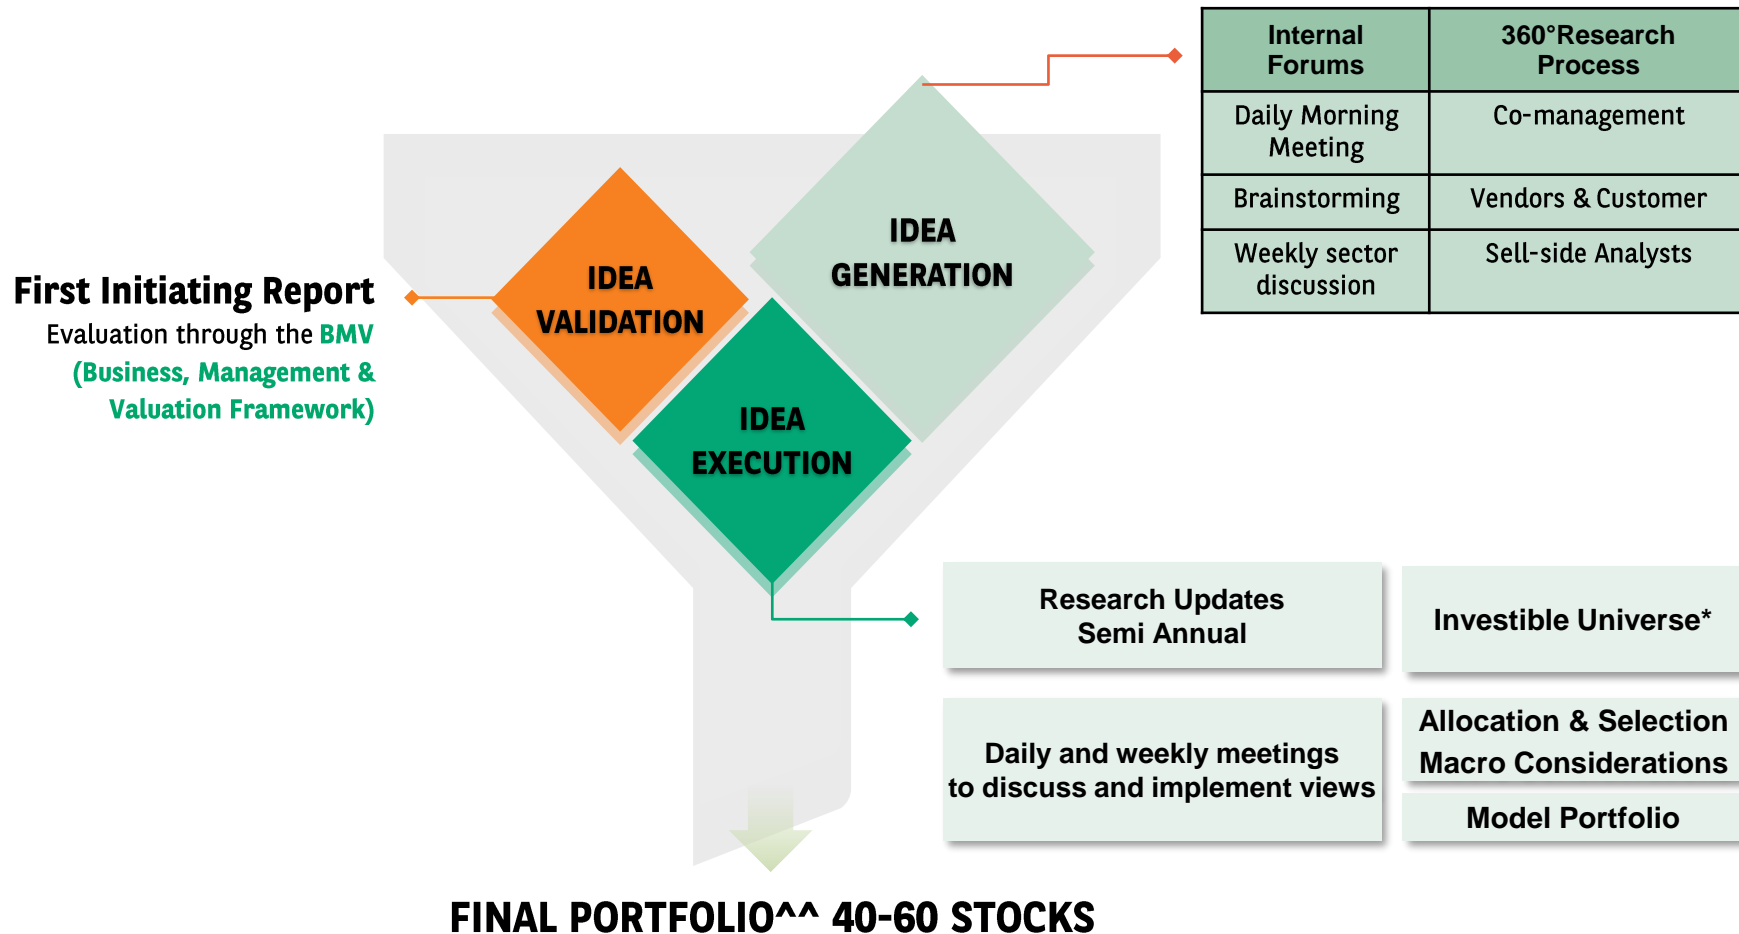 Internal
Forums
360°Research
Process
Daily Morning
Meeting
Co-management
Brainstorming
Vendors & Customer
Weekly sector
discussion
Sell-side Analysts
IDEA
GENERATION
IDEA
VALIDATION
First Initiating Report
Evaluation through the BMV
(Business, Management &
Valuation Framework)
IDEA
EXECUTION
Research Updates
Semi Annual
Investible Universe*
Daily and weekly meetings
to discuss and implement views
Allocation & Selection
Macro Considerations
Model Portfolio
FINAL PORTFOLIO^^ 40-60 STOCKS